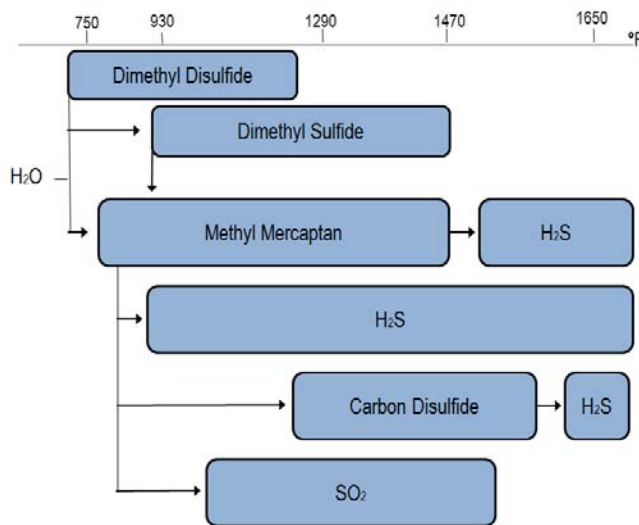 750 930 1290 1470 1650
°F
Dimethyl Disulfide
Dimethyl Sulfide
H₂O
Methyl Mercaptan H₂S
H₂S
Carbon Disulfide H₂S
SO₂